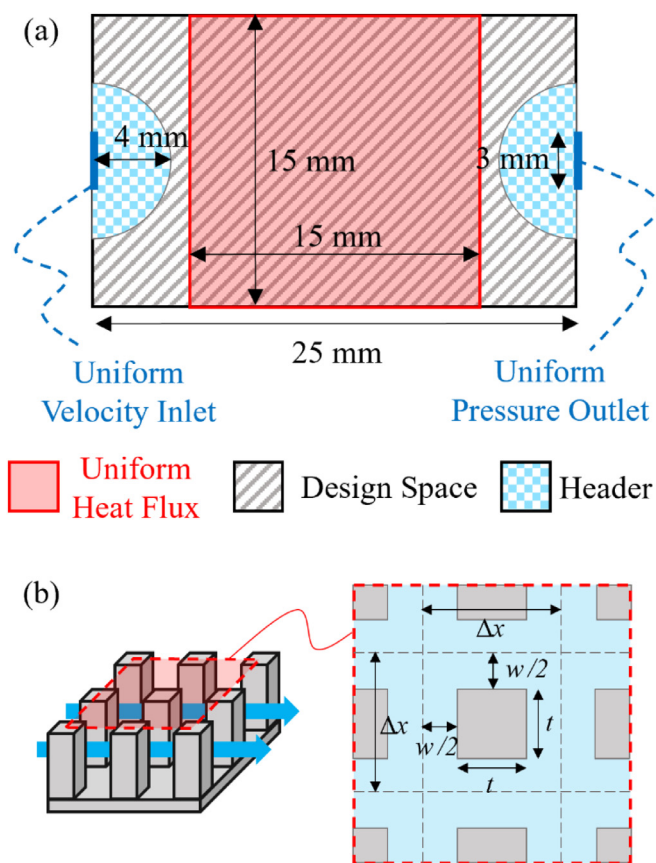 (a)
4 mm
15 mm
3 mm
15 mm
25 mm
Uniform
Velocity Inlet
Uniform
Pressure Outlet
Uniform
Heat Flux
Design Space
Header
(b)
Δx
w/2
Δx
t
w/2
t